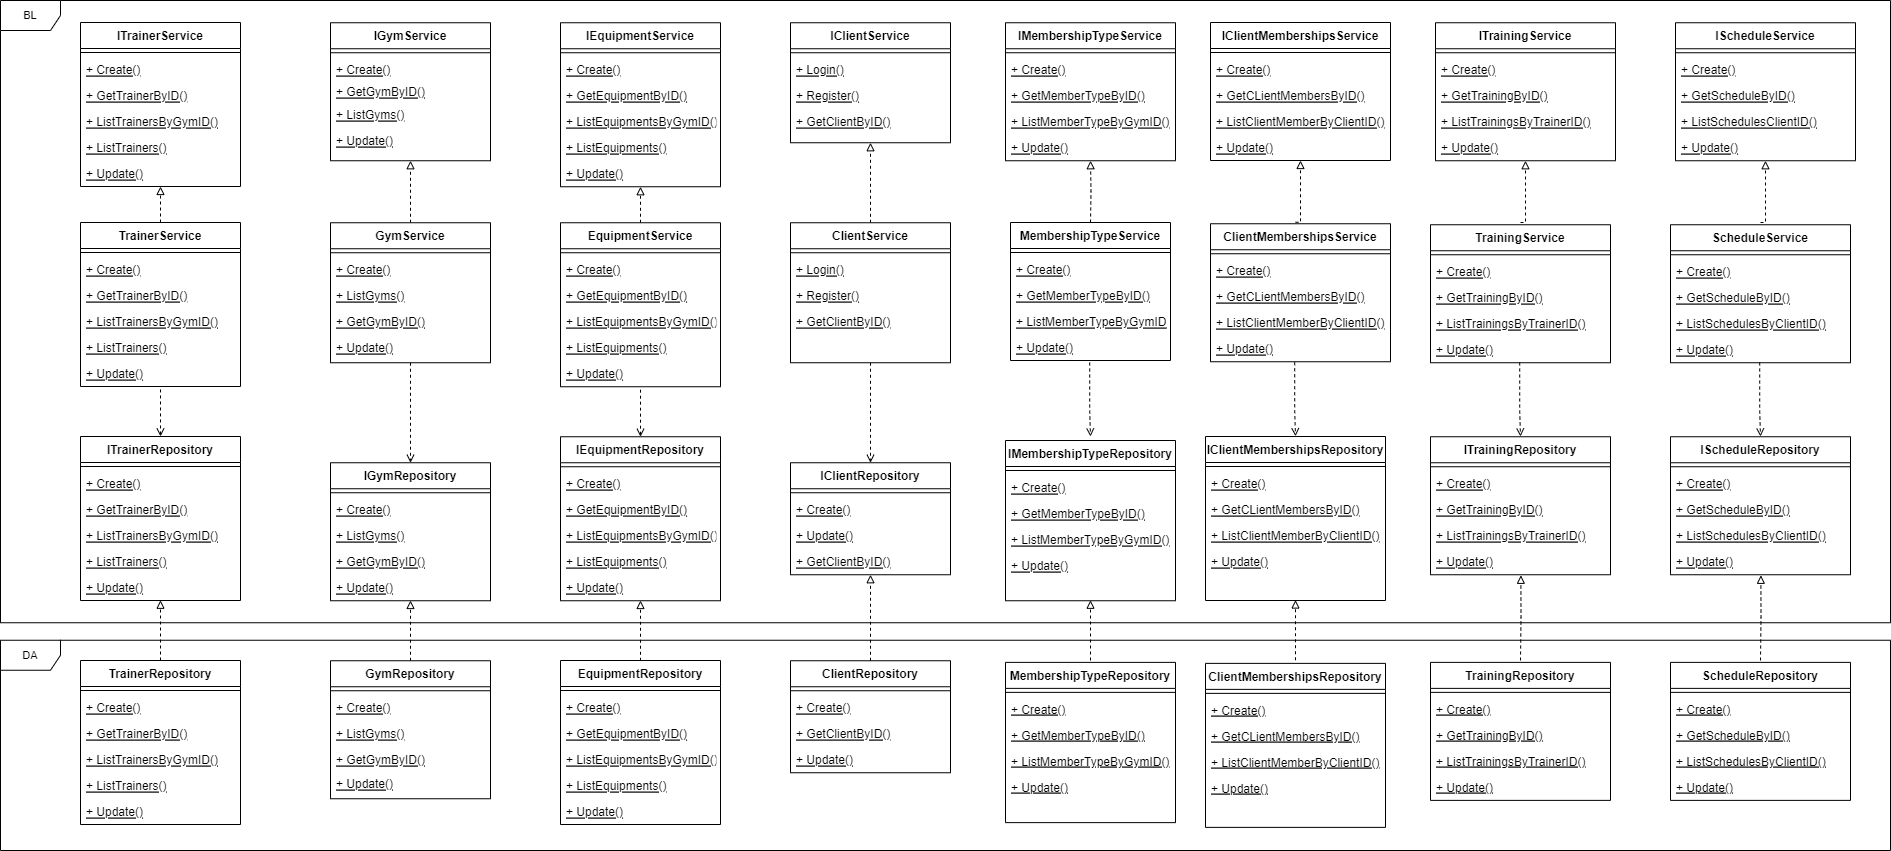 BL
ITrainerService
+ Create()
+ GetTrainerByID()
+ ListTrainersByGymID()
+ ListTrainers()
+ Update()
IGymService
+ Create()
+ GetGymByID()
+ ListGyms()
+ Update()
IEquipmentService
+ Create()
+ GetEquipmentByID()
+ ListEquipmentsByGymID()
+ ListEquipments()
+ Update()
IClientService
+ Login()
+ Register()
+ GetClientByID()
IMembershipTypeService
+ Create()
+ GetMemberTypeByID()
+ ListMemberTypeByGymID()
+ Update()
IClientMembershipsService
+ Create()
+ GetCLientMembersByID()
+ ListClientMemberByClientID()
+ Update()
ITrainingService
+ Create()
+ GetTrainingByID()
+ ListTrainingsByTrainerID()
+ Update()
IScheduleService
+ Create()
+ GetScheduleByID()
+ ListSchedulesClientID()
+ Update()
TrainerService
+ Create()
+ GetTrainerByID()
+ ListTrainersByGymID()
+ ListTrainers()
+ Update()
GymService
+ Create()
+ ListGyms()
+ GetGymByID()
+ Update()
EquipmentService
+ Create()
+ GetEquipmentByID()
+ ListEquipmentsByGymID()
+ ListEquipments()
+ Update()
ClientService
+ Login()
+ Register()
+ GetClientByID()
MembershipTypeService
+ Create()
+ GetMemberTypeByID()
+ ListMemberTypeByGymID
+ Update()
ClientMembershipsService
+ Create()
+ GetCLientMembersByID()
+ ListClientMemberByClientID()
+ Update()
TrainingService
+ Create()
+ GetTrainingByID()
+ ListTrainingsByTrainerID()
+ Update()
ScheduleService
+ Create()
+ GetScheduleByID()
+ ListSchedulesByClientID()
+ Update()
ITrainerRepository
+ Create()
+ GetTrainerByID()
+ ListTrainersByGymID()
+ ListTrainers()
+ Update()
IGymRepository
+ Create()
+ ListGyms()
+ GetGymByID()
+ Update()
IEquipmentRepository
+ Create()
+ GetEquipmentByID()
+ ListEquipmentsByGymID()
+ ListEquipments()
+ Update()
IClientRepository
+ Create()
+ Update()
+ GetClientByID()
IMembershipTypeRepository
+ Create()
+ GetMemberTypeByID()
+ ListMemberTypeByGymID()
+ Update()
IClientMembershipsRepository
+ Create()
+ GetCLientMembersByID()
+ ListClientMemberByClientID()
+ Update()
ITrainingRepository
+ Create()
+ GetTrainingByID()
+ ListTrainingsByTrainerID()
+ Update()
IScheduleRepository
+ Create()
+ GetScheduleByID()
+ ListSchedulesByClientID()
+ Update()
DA
TrainerRepository
+ Create()
+ GetTrainerByID()
+ ListTrainersByGymID()
+ ListTrainers()
+ Update()
GymRepository
+ Create()
+ ListGyms()
+ GetGymByID()
+ Update()
EquipmentRepository
+ Create()
+ GetEquipmentByID()
+ ListEquipmentsByGymID()
+ ListEquipments()
+ Update()
ClientRepository
+ Create()
+ GetClientByID()
+ Update()
MembershipTypeRepository
+ Create()
+ GetMemberTypeByID()
+ ListMemberTypeByGymID()
+ Update()
ClientMembershipsRepository
+ Create()
+ GetCLientMembersByID()
+ ListClientMemberByClientID()
+ Update()
TrainingRepository
+ Create()
+ GetTrainingByID()
+ ListTrainingsByTrainerID()
+ Update()
ScheduleRepository
+ Create()
+ GetScheduleByID()
+ ListSchedulesByClientID()
+ Update()